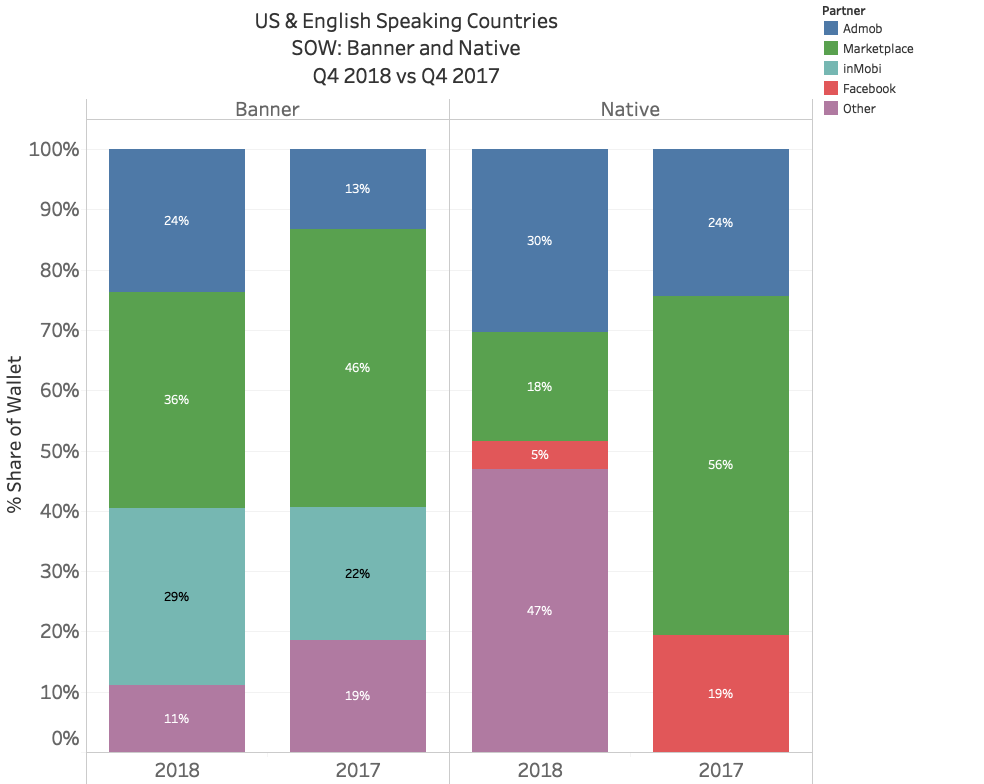 US & English Speaking Countries
SOW: Banner and Native
Q4 2018 vs Q4 2017
Partner
Admob
Marketplace
inMobi
Facebook
Other
Banner
Native
% Share of Wallet
100%
90%
80%
70%
60%
50%
40%
30%
20%
10%
0%
24%
36%
29%
11%
13%
46%
22%
19%
30%
18%
5%
47%
24%
56%
19%
2018
2017
2018
2017